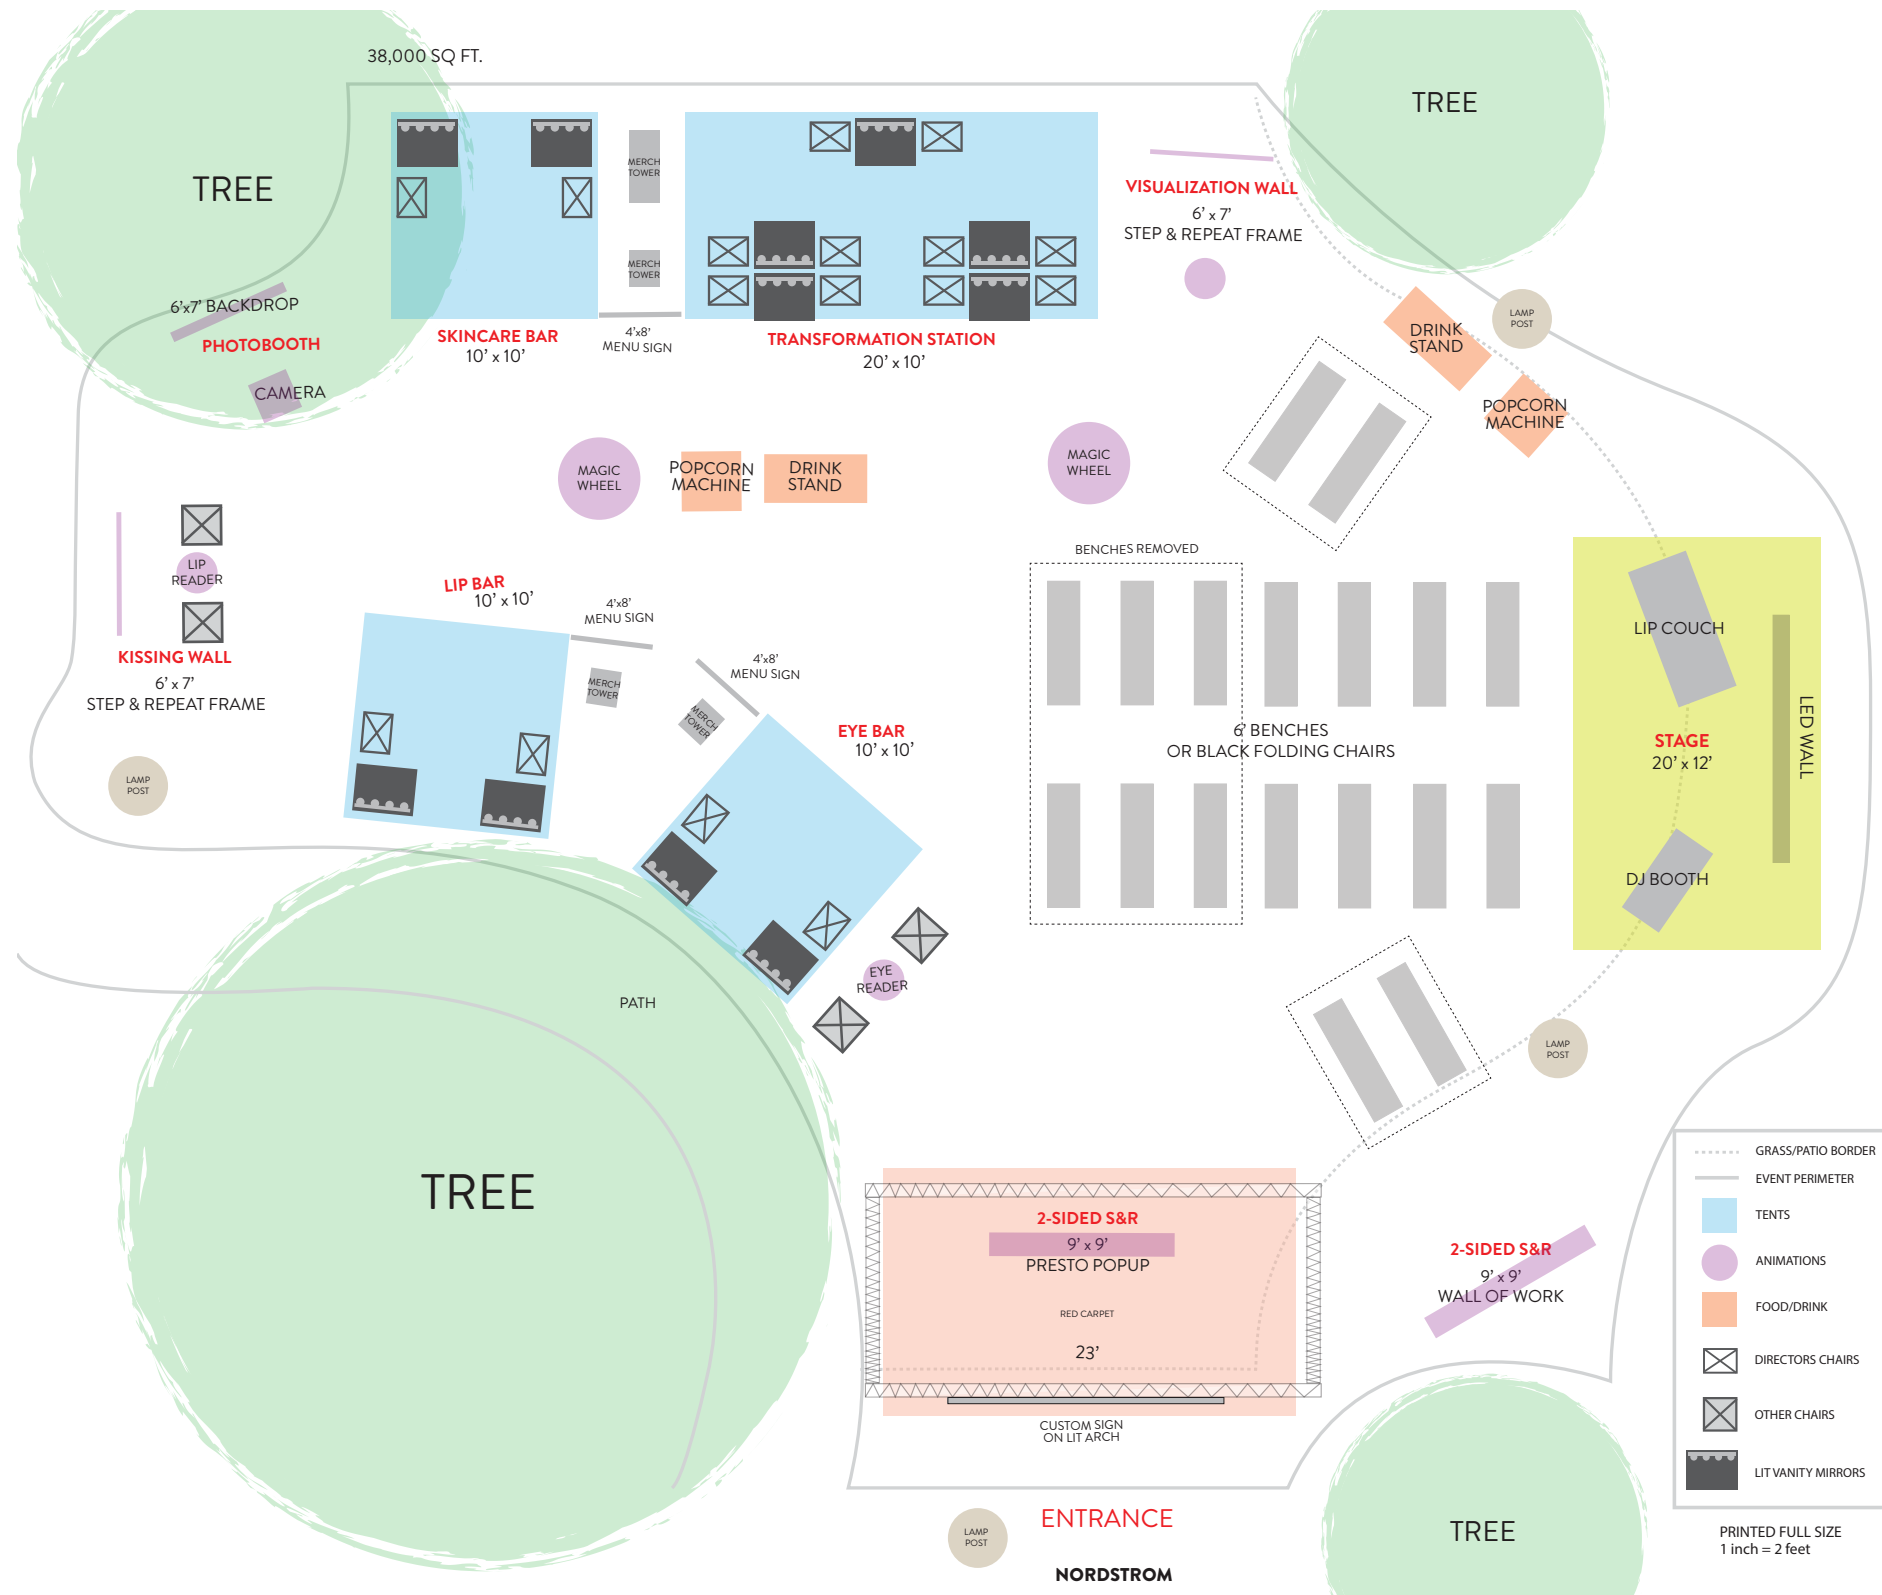 38,000 SQ FT.
TREE
TREE
MERCH
TOWER
MERCH
TOWER
VISUALIZATION WALL
6’ x 7’
STEP & REPEAT FRAME
6’x7’ BACKDROP
PHOTOBOOTH
CAMERA
SKINCARE BAR
10’ x 10’
4’x8’
MENU SIGN
TRANSFORMATION STATION
20’ x 10’
DRINK
STAND
LAMP
POST
POPCORN
MACHINE
MAGIC
WHEEL
POPCORN
MACHINE
DRINK
STAND
MAGIC
WHEEL
BENCHES REMOVED
LIP
READER
KISSING WALL
6’ x 7’
STEP & REPEAT FRAME
LIP BAR
10’ x 10’
4’x8’
MENU SIGN
MERCH
TOWER
4’x8’
MENU SIGN
MERCH
TOWER
EYE BAR
10’ x 10’
6’ BENCHES
OR BLACK FOLDING CHAIRS
LIP COUCH
STAGE
20’ x 12’
LED WALL
DJ BOOTH
LAMP
POST
EYE
READER
PATH
LAMP
POST
TREE
2-SIDED S&R
9’ x 9’
PRESTO POPUP
RED CARPET
23’
CUSTOM SIGN
ON LIT ARCH
2-SIDED S&R
9’ x 9’
WALL OF WORK
GRASS/PATIO BORDER
EVENT PERIMETER
TENTS
ANIMATIONS
FOOD/DRINK
DIRECTORS CHAIRS
OTHER CHAIRS
LIT VANITY MIRRORS
LAMP
POST
ENTRANCE
NORDSTROM
TREE
PRINTED FULL SIZE
1 inch = 2 feet